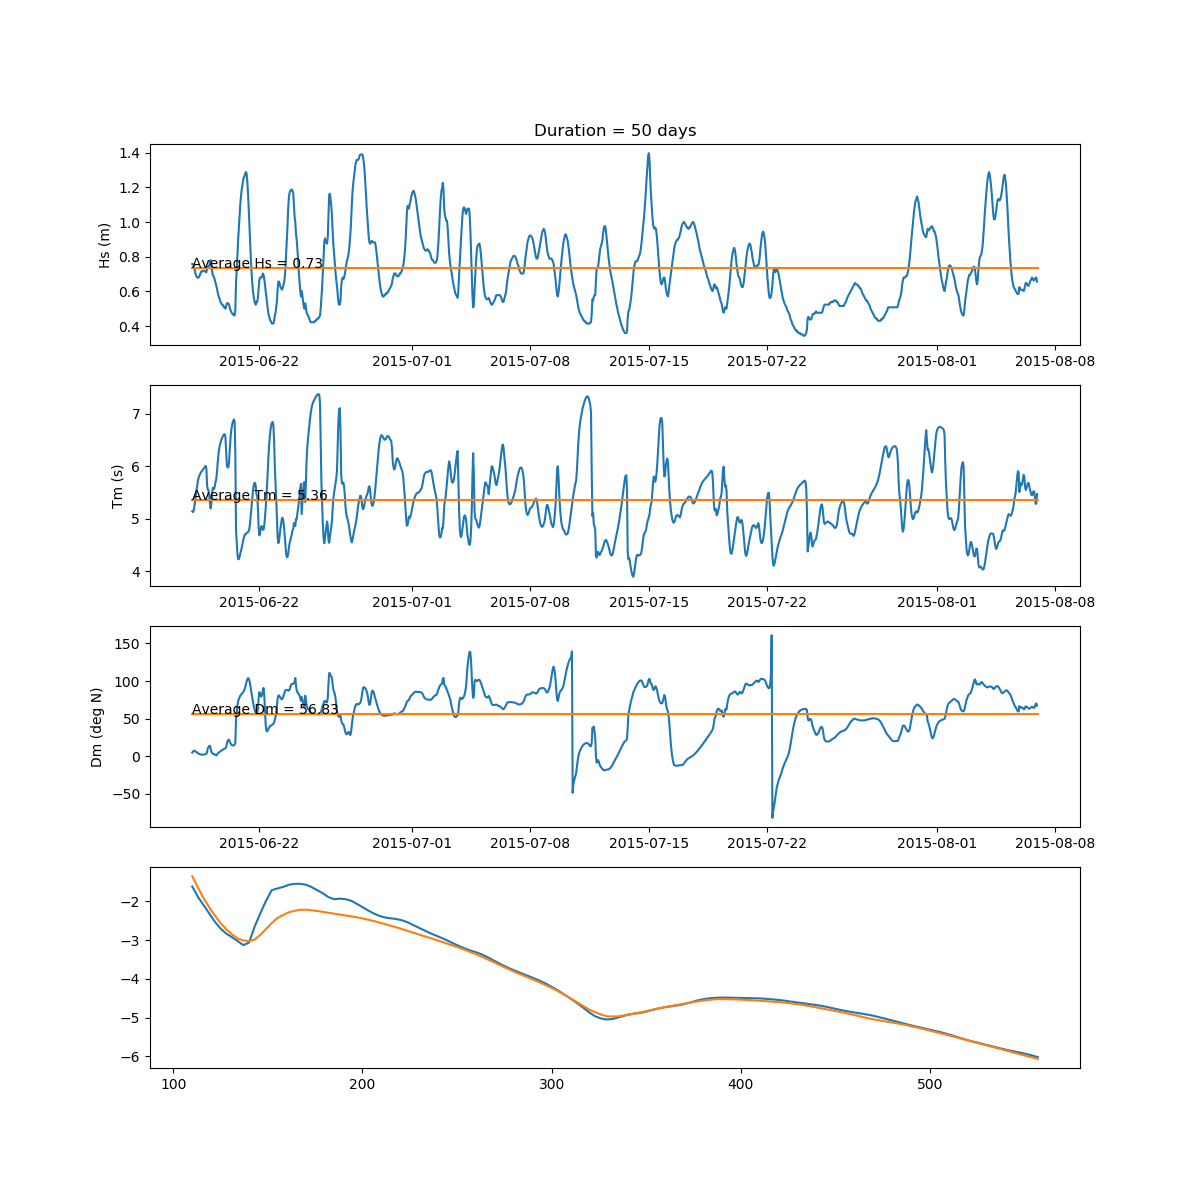 Duration = 50 days
Hs (m)
1.4
1.2
1.0
0.8
0.6
0.4
Average Hs = 0.73
2015-06-22 2015-07-01 2015-07-08 2015-07-15 2015-07-22 2015-08-01 2015-08-08
Tm (s)
7
6
5
4
Average Tm = 5.36
2015-06-22 2015-07-01 2015-07-08 2015-07-15 2015-07-22 2015-08-01 2015-08-08
Dm (deg N)
150
100
50
0
−50
Average Dm = 56.83
2015-06-22 2015-07-01 2015-07-08 2015-07-15 2015-07-22 2015-08-01 2015-08-08
−2
−3
−4
−5
−6
100 200 300 400 500